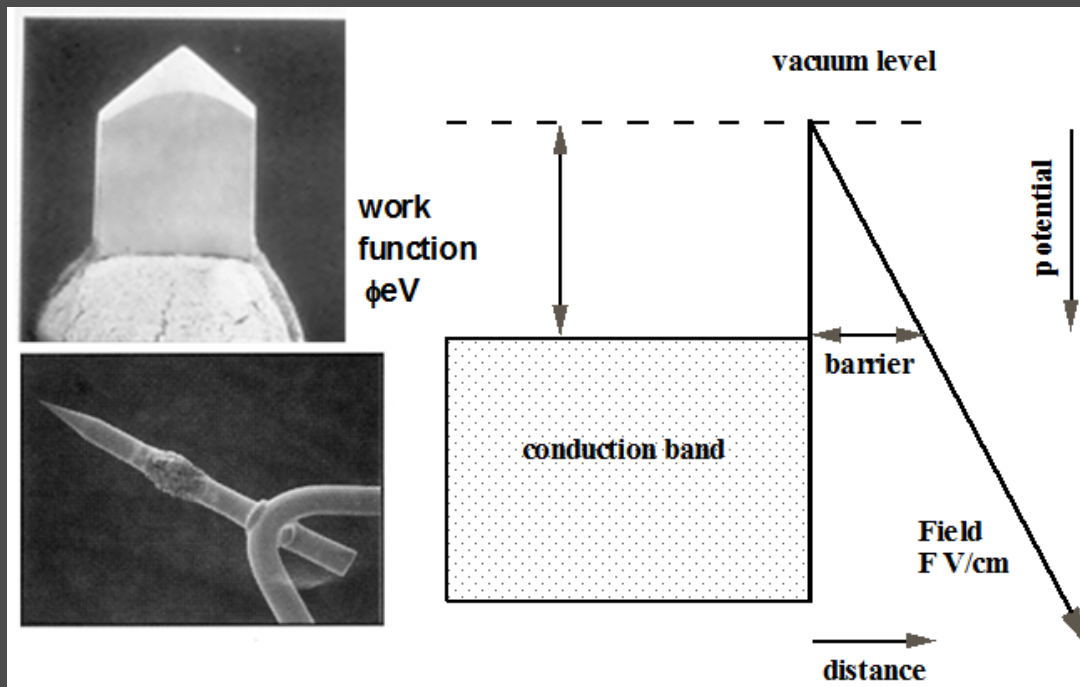 vacuum level
work
function
ϕeV
potential
barrier
conduction band
Field
F V/cm
distance